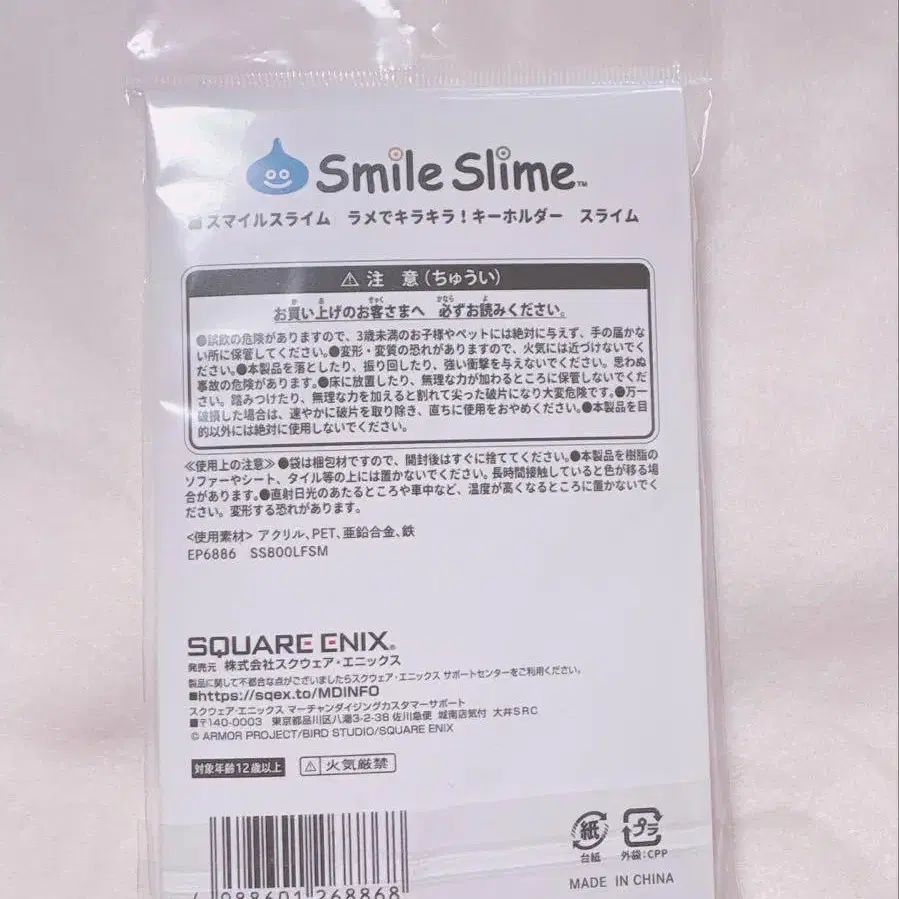 Smile Slime™
スマイルスライム ラメでキラキラ!キーホルダー スライム
⚠注 意(ちゅうい)
お買い上げのお客さまへ 必ずお読みください。
●誤飲の危険がありますので、3歳未満のお子様やペットには絶対に与えず、手の届かな
い所に保管してください。●変形・変質の恐れがありますので、火気には近づけないでく
ださい。●本製品を落としたり、振り回したり、強い衝撃を与えないでください。思わぬ
事故の危険があります。●床に放置したり、無理な力が加わるところに保管しないでくだ
さい。踏みつけたり、無理な力を加えると割れて尖った破片になり大変危険です。●万一
破損した場合は、速やかに破片を取り除き、直ちに使用をおやめください。●本製品を目
的以外には絶対に使用しないでください。
≪使用上の注意≫●袋は梱包材ですので、開封後はすぐに捨ててください。●本製品を樹脂の
ソファーやシート、タイル等の上には置かないでください。長時間接触していると色が移る場
合があります。●直射日光のあたるところや車中など、温度が高くなるところに置かないでくだ
さい。変形する恐れがあります。
<使用素材> アクリル、PET、亜鉛合金、鉄
EP6886 SS800LFSM
SQUARE ENIX®
発売元 株式会社スクウェア・エニックス
製品に関して不都合な点がございましたらスクウェア・エニックス サポートセンターをご利用ください。
■https://sqex.to/MDINFO
スクウェア・エニックス マーチャンダイジングカスタマーサポート
■〒140-0003 東京都品川区八潮3-2-38 佐川急便 城南店気付 大井SRC
© ARMOR PROJECT/BIRD STUDIO/SQUARE ENIX
対象年齢12歳以上 ⚠火気厳禁
紙 プラ
台紙 外袋:CPP
MADE IN CHINA
4 988601 268868